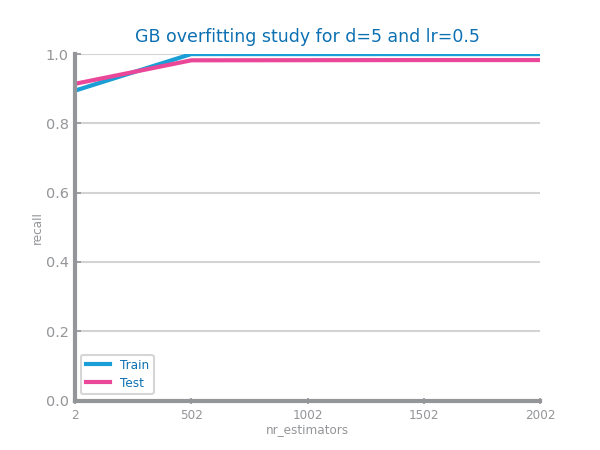 GB overfitting study for d=5 and lr=0.5
1.0
0.8
0.6
0.4
0.2
0.0
recall
Train
Test
2 502 1002 1502 2002
nr_estimators